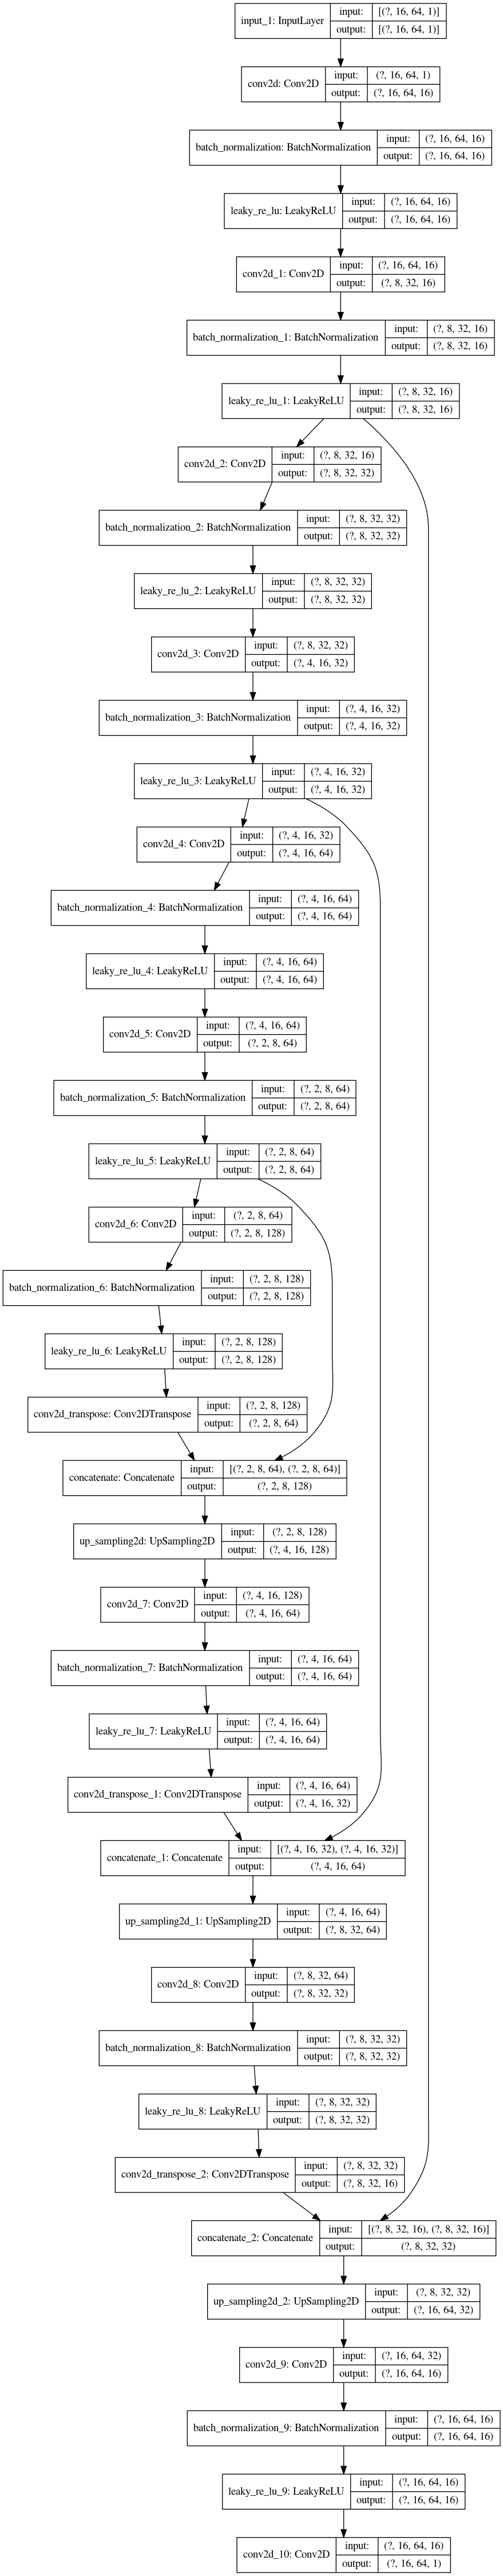 input_1: InputLayer
input: [(?, 16, 64, 1)]
output: [(?, 16, 64, 1)]
conv2d: Conv2D
input: (?, 16, 64, 1)
output: (?, 16, 64, 16)
batch_normalization: BatchNormalization
input: (?, 16, 64, 16)
output: (?, 16, 64, 16)
leaky_re_lu: LeakyReLU
input: (?, 16, 64, 16)
output: (?, 16, 64, 16)
conv2d_1: Conv2D
input: (?, 16, 64, 16)
output: (?, 8, 32, 16)
batch_normalization_1: BatchNormalization
input: (?, 8, 32, 16)
output: (?, 8, 32, 16)
leaky_re_lu_1: LeakyReLU
input: (?, 8, 32, 16)
output: (?, 8, 32, 16)
conv2d_2: Conv2D
input: (?, 8, 32, 16)
output: (?, 8, 32, 32)
batch_normalization_2: BatchNormalization
input: (?, 8, 32, 32)
output: (?, 8, 32, 32)
leaky_re_lu_2: LeakyReLU
input: (?, 8, 32, 32)
output: (?, 8, 32, 32)
conv2d_3: Conv2D
input: (?, 8, 32, 32)
output: (?, 4, 16, 32)
batch_normalization_3: BatchNormalization
input: (?, 4, 16, 32)
output: (?, 4, 16, 32)
leaky_re_lu_3: LeakyReLU
input: (?, 4, 16, 32)
output: (?, 4, 16, 32)
conv2d_4: Conv2D
input: (?, 4, 16, 32)
output: (?, 4, 16, 64)
batch_normalization_4: BatchNormalization
input: (?, 4, 16, 64)
output: (?, 4, 16, 64)
leaky_re_lu_4: LeakyReLU
input: (?, 4, 16, 64)
output: (?, 4, 16, 64)
conv2d_5: Conv2D
input: (?, 4, 16, 64)
output: (?, 2, 8, 64)
batch_normalization_5: BatchNormalization
input: (?, 2, 8, 64)
output: (?, 2, 8, 64)
leaky_re_lu_5: LeakyReLU
input: (?, 2, 8, 64)
output: (?, 2, 8, 64)
conv2d_6: Conv2D
input: (?, 2, 8, 64)
output: (?, 2, 8, 128)
batch_normalization_6: BatchNormalization
input: (?, 2, 8, 128)
output: (?, 2, 8, 128)
leaky_re_lu_6: LeakyReLU
input: (?, 2, 8, 128)
output: (?, 2, 8, 128)
conv2d_transpose: Conv2DTranspose
input: (?, 2, 8, 128)
output: (?, 2, 8, 64)
concatenate: Concatenate
input: [(?, 2, 8, 64), (?, 2, 8, 64)]
output: (?, 2, 8, 128)
up_sampling2d: UpSampling2D
input: (?, 2, 8, 128)
output: (?, 4, 16, 128)
conv2d_7: Conv2D
input: (?, 4, 16, 128)
output: (?, 4, 16, 64)
batch_normalization_7: BatchNormalization
input: (?, 4, 16, 64)
output: (?, 4, 16, 64)
leaky_re_lu_7: LeakyReLU
input: (?, 4, 16, 64)
output: (?, 4, 16, 64)
conv2d_transpose_1: Conv2DTranspose
input: (?, 4, 16, 64)
output: (?, 4, 16, 32)
concatenate_1: Concatenate
input: [(?, 4, 16, 32), (?, 4, 16, 32)]
output: (?, 4, 16, 64)
up_sampling2d_1: UpSampling2D
input: (?, 4, 16, 64)
output: (?, 8, 32, 64)
conv2d_8: Conv2D
input: (?, 8, 32, 64)
output: (?, 8, 32, 32)
batch_normalization_8: BatchNormalization
input: (?, 8, 32, 32)
output: (?, 8, 32, 32)
leaky_re_lu_8: LeakyReLU
input: (?, 8, 32, 32)
output: (?, 8, 32, 32)
conv2d_transpose_2: Conv2DTranspose
input: (?, 8, 32, 32)
output: (?, 8, 32, 16)
concatenate_2: Concatenate
input: [(?, 8, 32, 16), (?, 8, 32, 16)]
output: (?, 8, 32, 32)
up_sampling2d_2: UpSampling2D
input: (?, 8, 32, 32)
output: (?, 16, 64, 32)
conv2d_9: Conv2D
input: (?, 16, 64, 32)
output: (?, 16, 64, 16)
batch_normalization_9: BatchNormalization
input: (?, 16, 64, 16)
output: (?, 16, 64, 16)
leaky_re_lu_9: LeakyReLU
input: (?, 16, 64, 16)
output: (?, 16, 64, 16)
conv2d_10: Conv2D
input: (?, 16, 64, 16)
output: (?, 16, 64, 1)